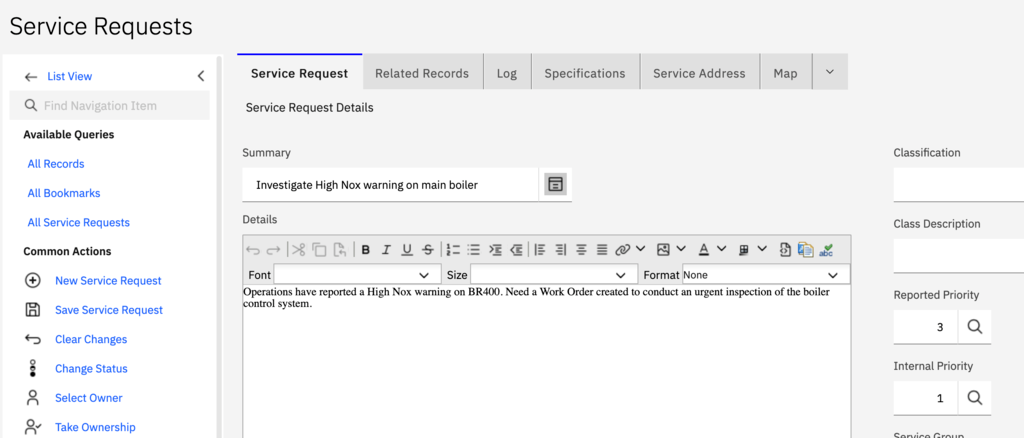 Service Requests
List View
Find Navigation Item
Available Queries
All Records
All Bookmarks
All Service Requests
Common Actions
New Service Request
Save Service Request
Clear Changes
Change Status
Select Owner
Take Ownership
Service Request
Related Records
Log
Specifications
Service Address
Map
Service Request Details
Summary
Investigate High Nox warning on main boiler
Details
B I U S
abc
Font Size Format None
Operations have reported a High Nox warning on BR400. Need a Work Order created to conduct an urgent inspection of the boiler
control system.
Classification
Class Description
Reported Priority
3
Internal Priority
1
Service Group